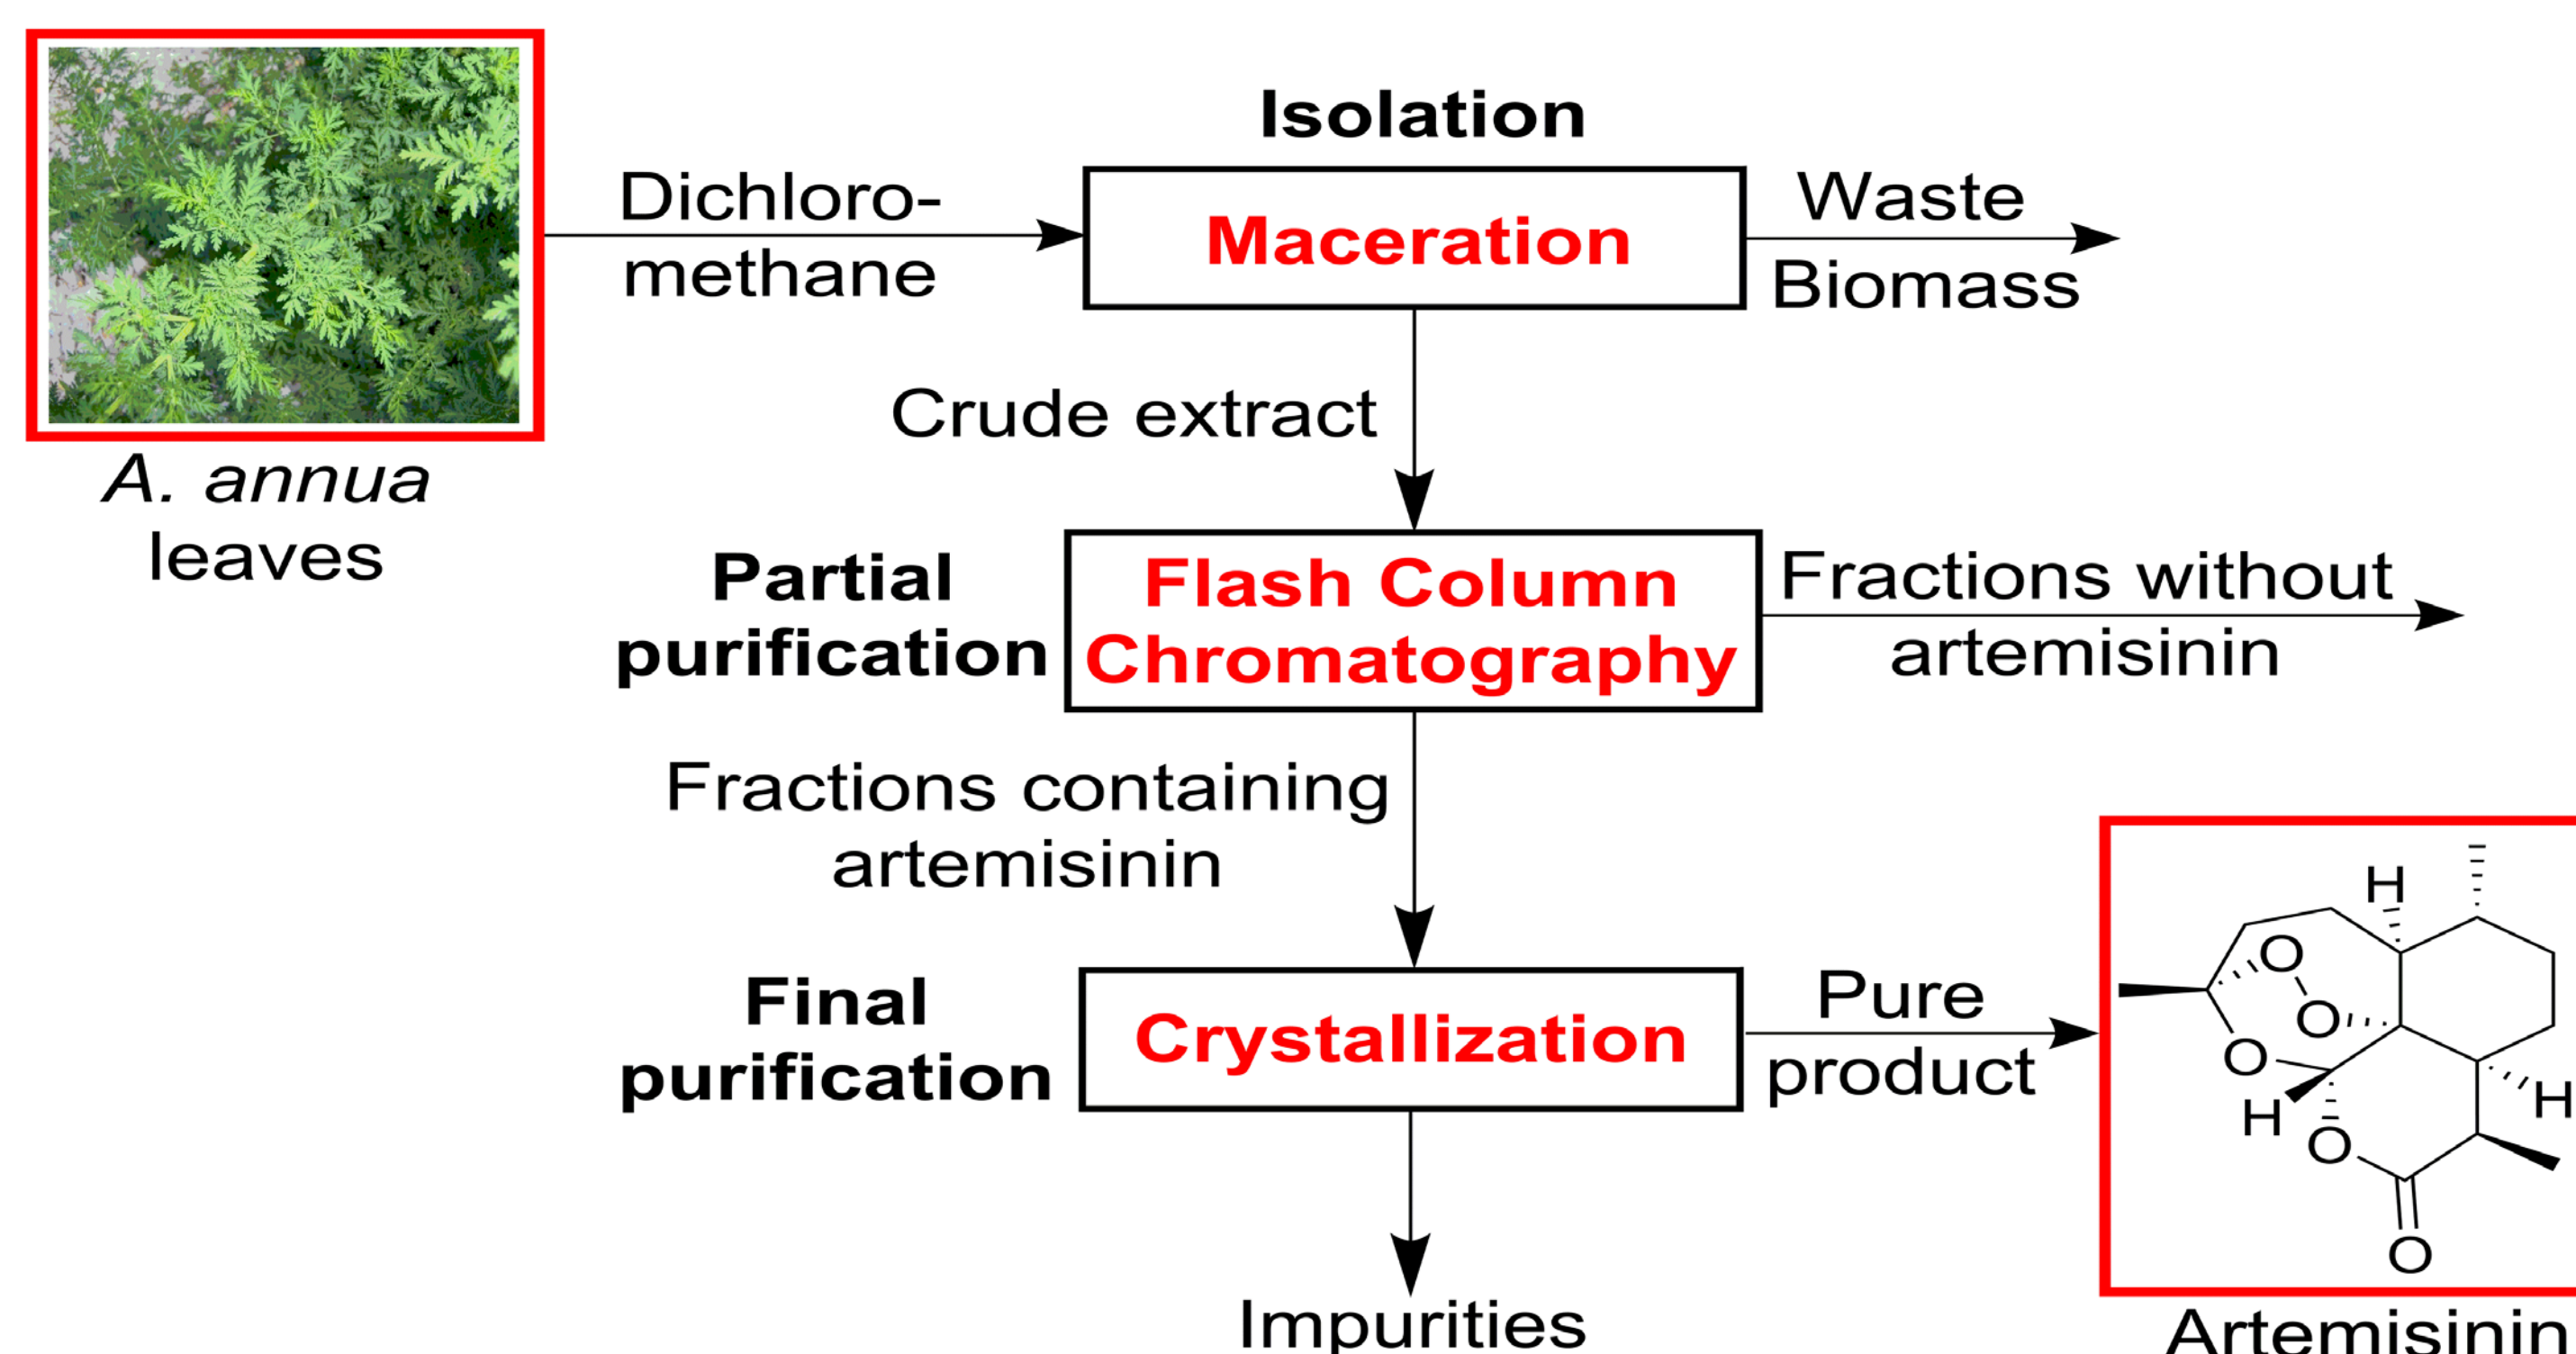 Isolation
Dichloro-
methane
Maceration
Waste
Biomass
A. annua
leaves
Crude extract
Partial
purification
Flash Column
Chromatography
Fractions without
artemisinin
Fractions containing
artemisinin
Final
purification
Crystallization
Pure
product
H
O
O
O
H
O
H
O
Impurities
Artemisinin